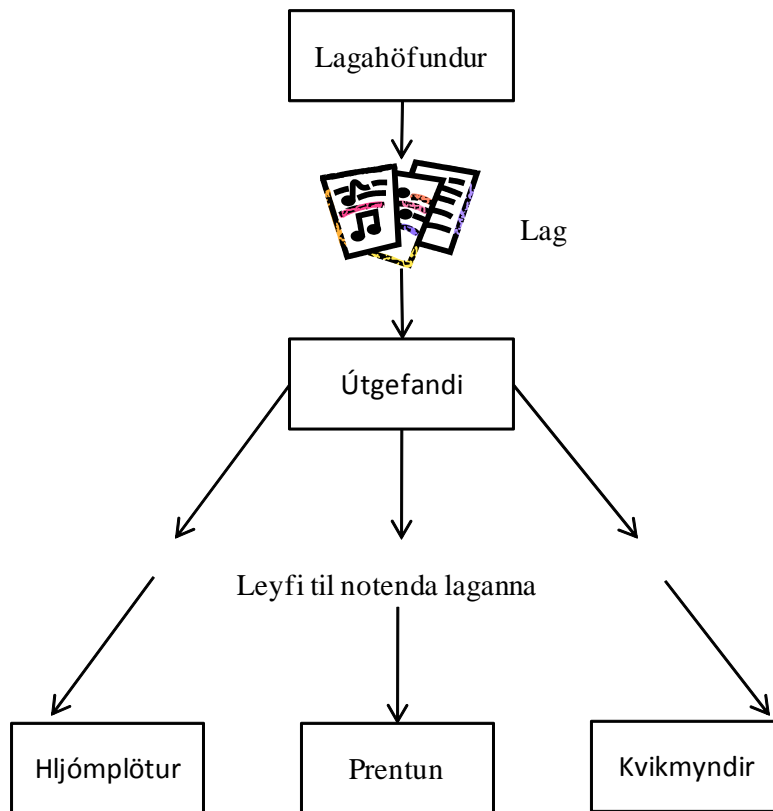 Lagahöfundur
Lag
Útgefandi
Leyfi til notenda laganna
Hljómplötur
Prentun
Kvikmyndir